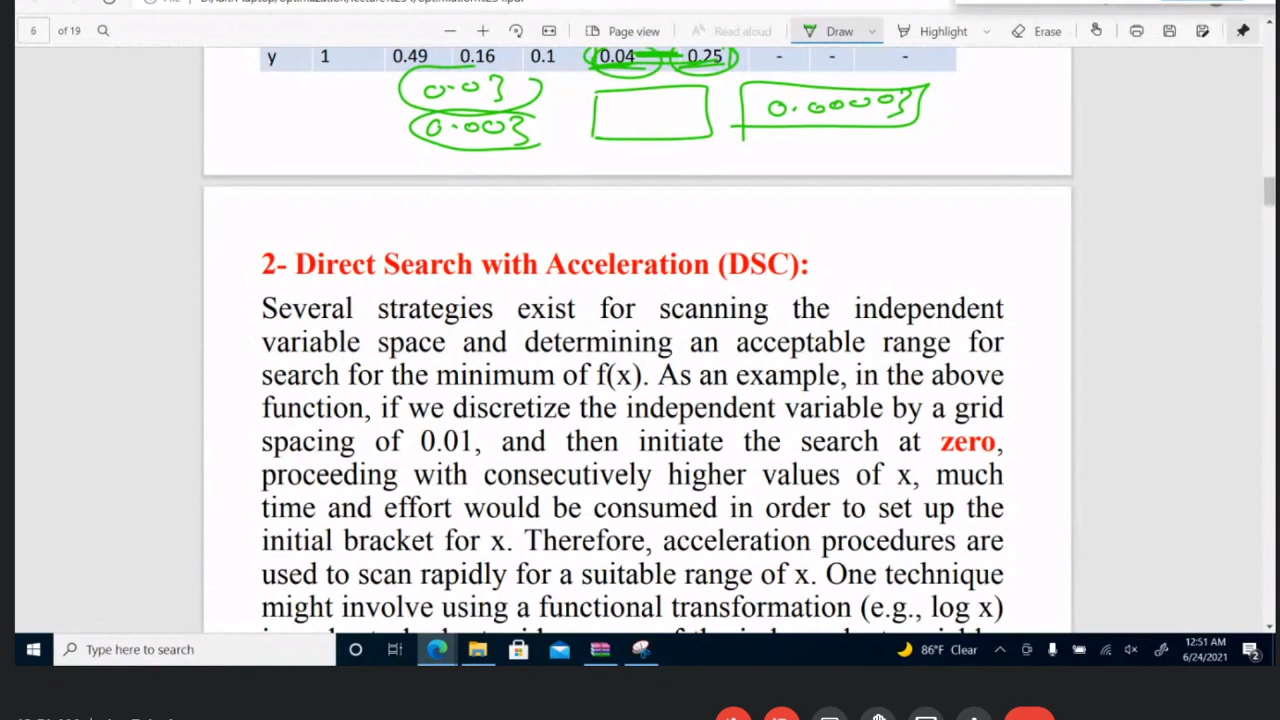 6 of 19 Page view Read aloud Draw Highlight Erase
y 1 0.49 0.16 0.1 0.04 0.25 - - -
0.03
0.003
0.00003
2- Direct Search with Acceleration (DSC):
Several strategies exist for scanning the independent
variable space and determining an acceptable range for
search for the minimum of f(x). As an example, in the above
function, if we discretize the independent variable by a grid
spacing of 0.01, and then initiate the search at zero,
proceeding with consecutively higher values of x, much
time and effort would be consumed in order to set up the
initial bracket for x. Therefore, acceleration procedures are
used to scan rapidly for a suitable range of x. One technique
might involve using a functional transformation (e.g., log x)
Type here to search
86°F Clear
12:51 AM
6/24/2021
2